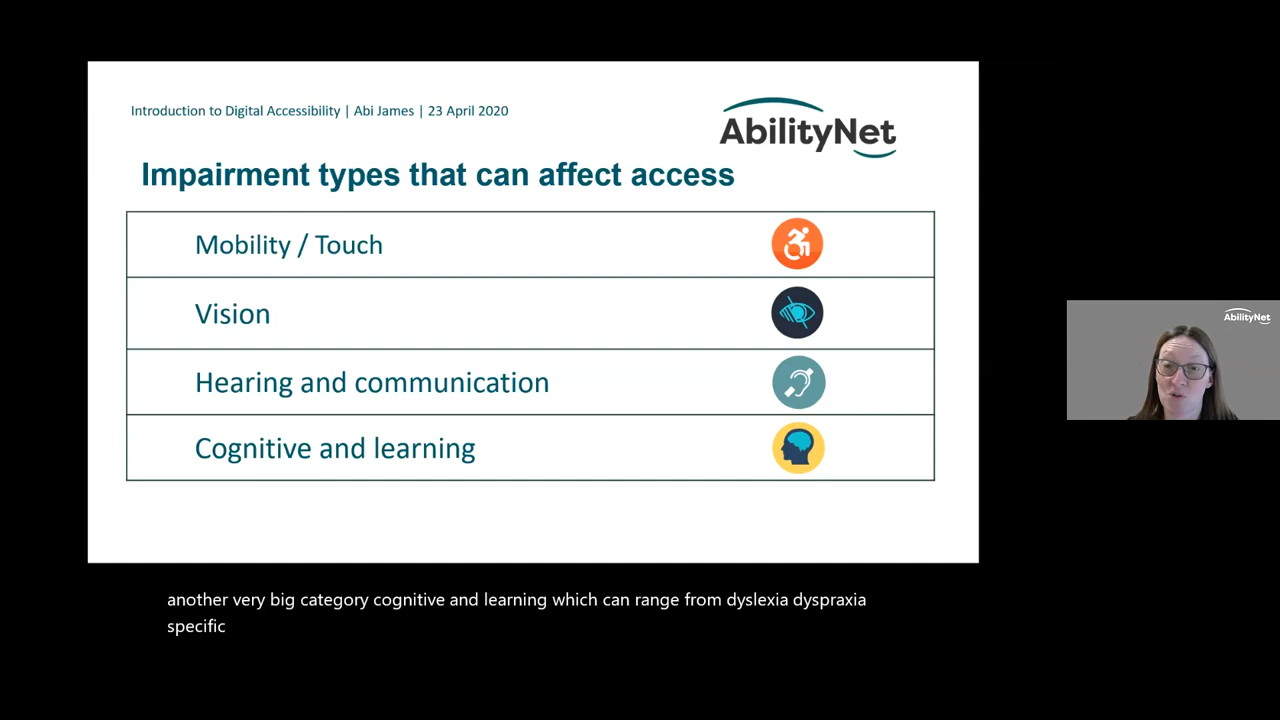 Introduction to Digital Accessibility | Abi James | 23 April 2020
AbilityNet
Impairment types that can affect access
Mobility / Touch
Vision
Hearing and communication
Cognitive and learning
AbilityNet
another very big category cognitive and learning which can range from dyslexia dyspraxia
specific